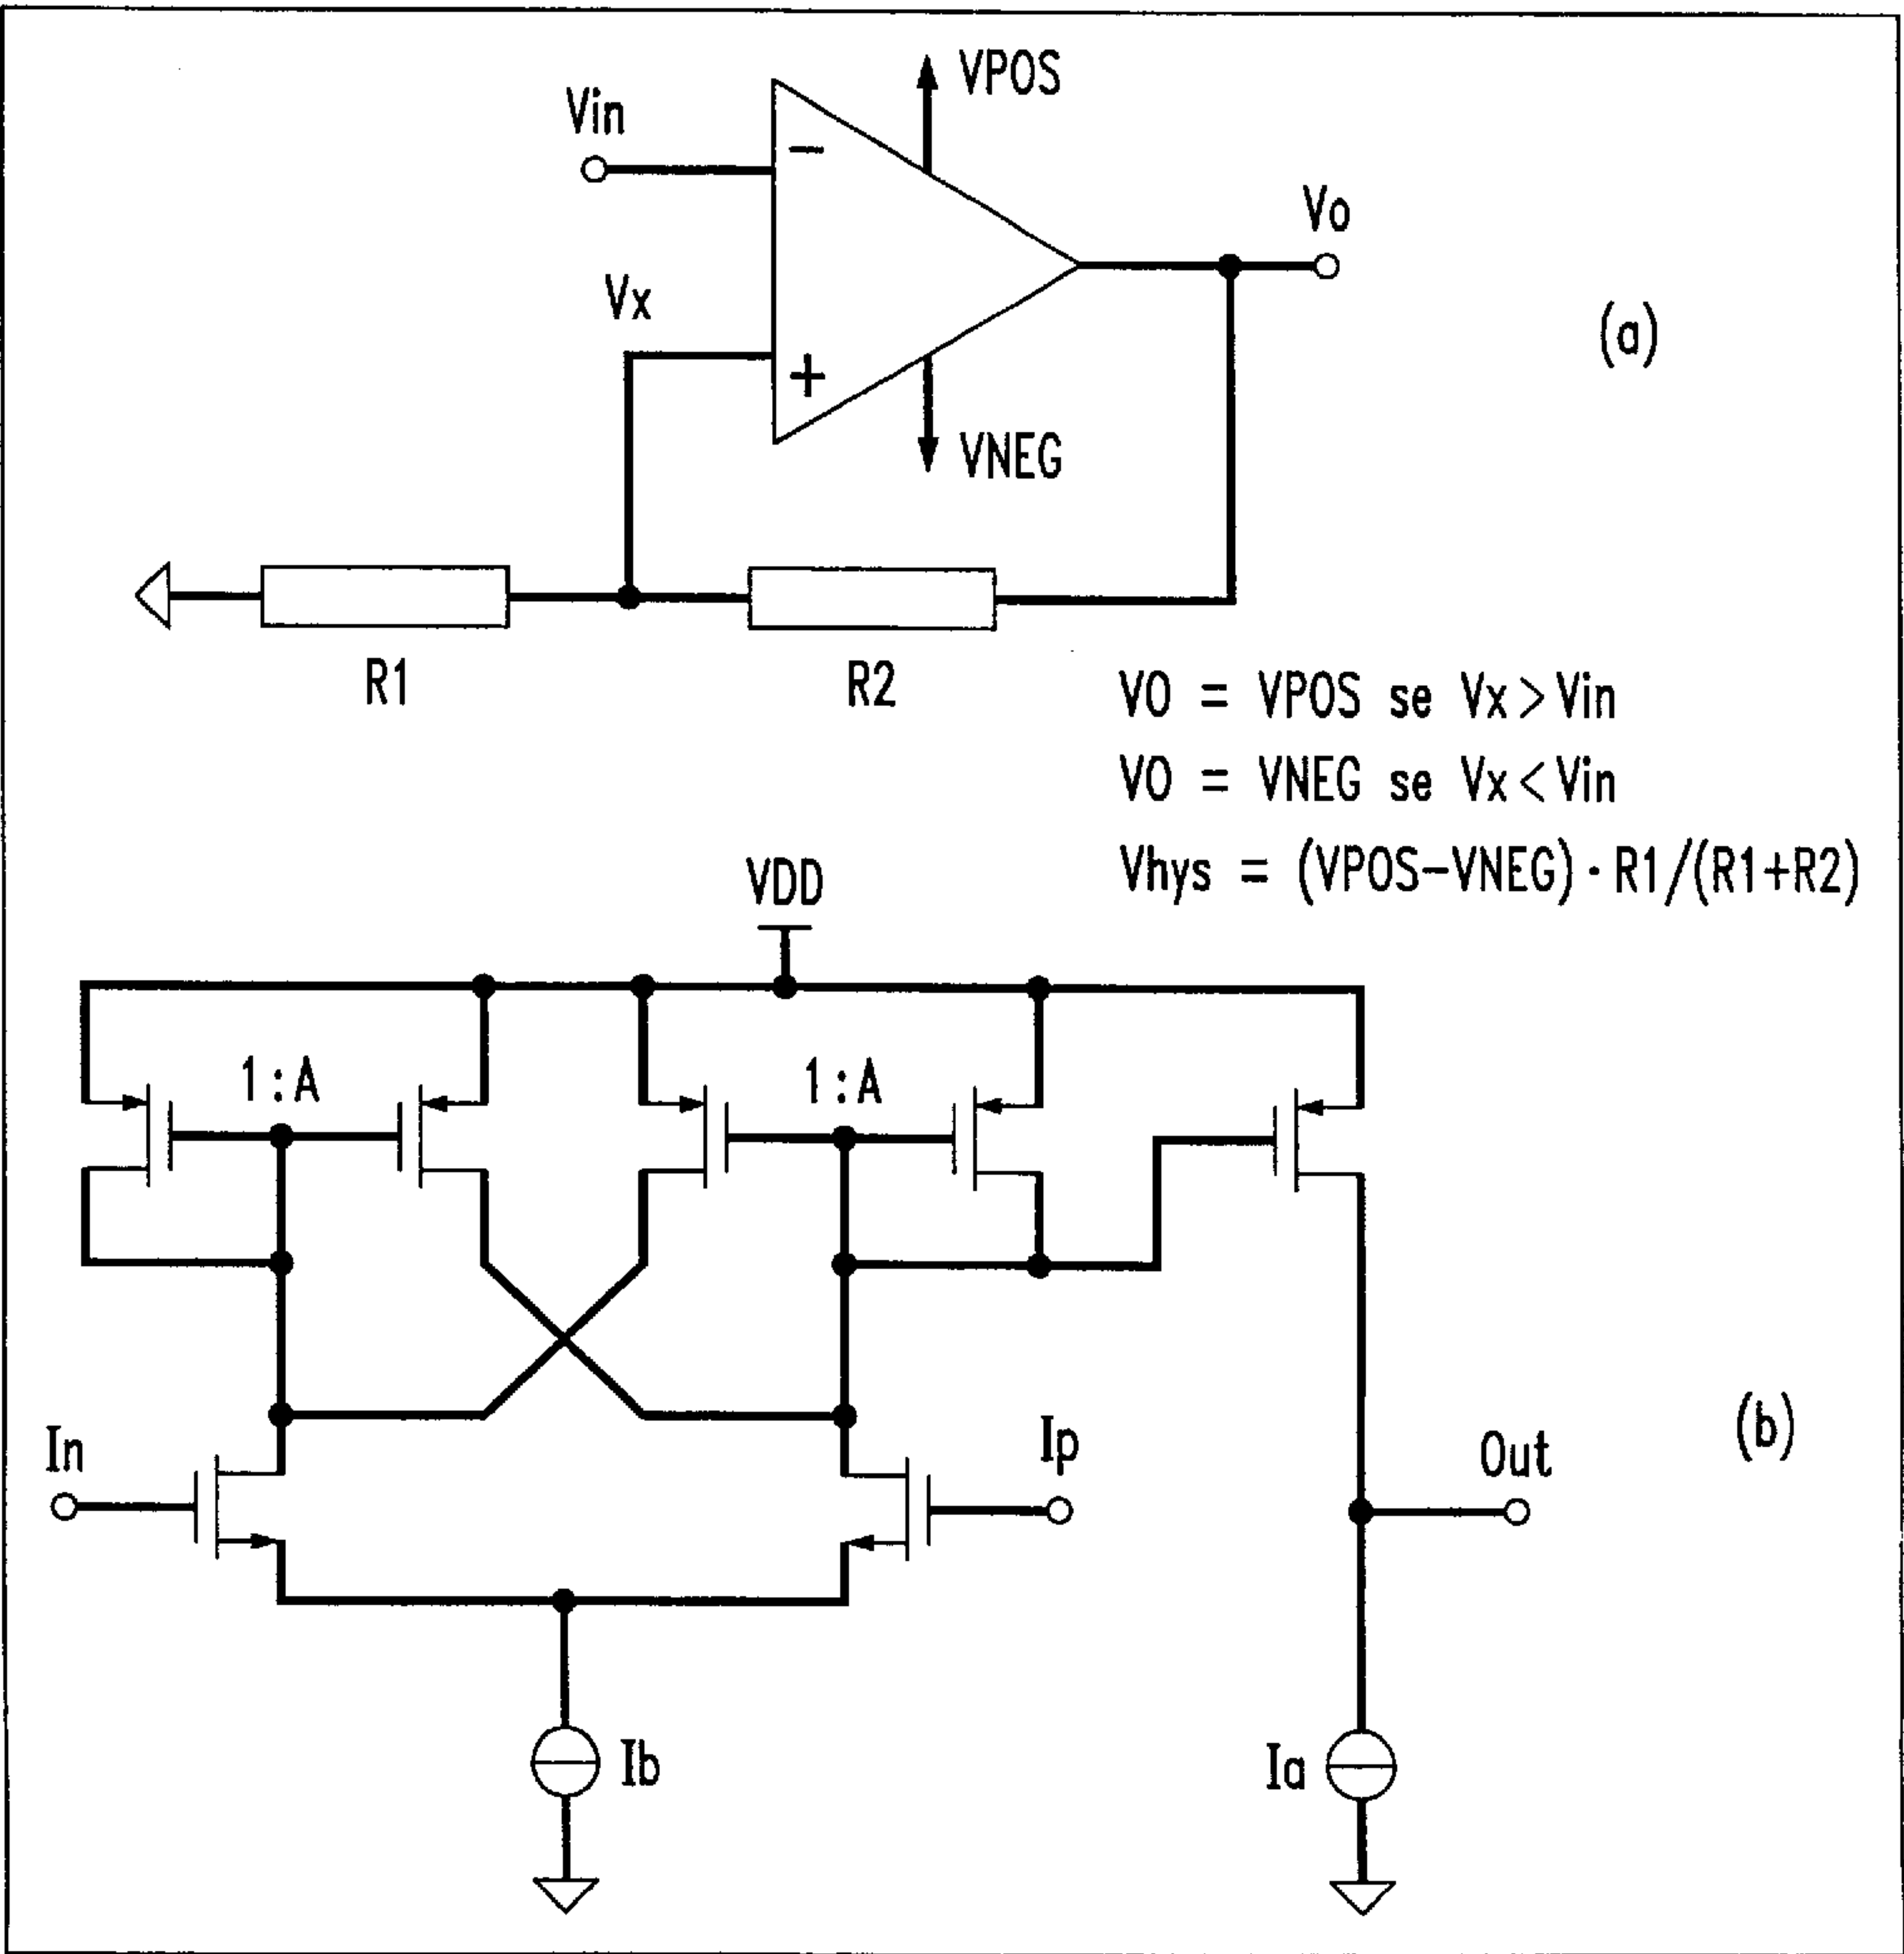 VPOS
Vin
−
Vo
Vx
(a)
+
VNEG
R1
R2
VO = VPOS se Vx>Vin
VO = VNEG se Vx<Vin
Vhys = (VPOS-VNEG)·R1/(R1+R2)
VDD
1:A
1:A
In
Ip
Out
(b)
Ib
Ia